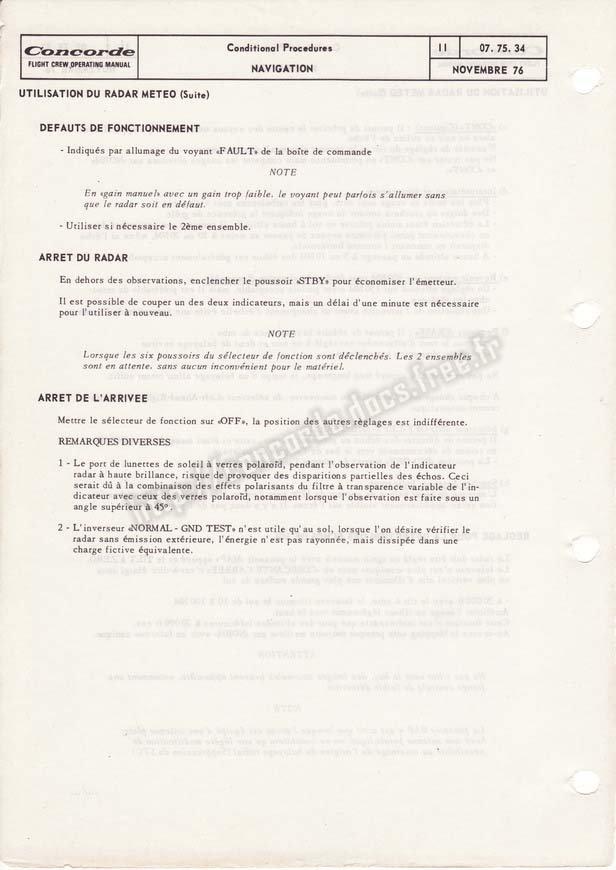 Concorde
FLIGHT CREW OPERATING MANUAL
Conditional Procedures
NAVIGATION
11
07. 75. 34
NOVEMBRE 76
UTILISATION DU RADAR METEO (Suite)
DEFAUTS DE FONCTIONNEMENT
- Indiqués par allumage du voyant «FAULT» de la boîte de commande
NOTE
En «gain manuel» avec un gain trop faible. le voyant peut parfois s'allumer sans
que le radar soit en défaut.
- Utiliser si nécessaire le 2ème ensemble.
ARRET DU RADAR
En dehors des observations, enclencher le poussoir «STBY» pour économiser l'émetteur.
Il est possible de couper un des deux indicateurs, mais un délai d'une minute est nécessaire
pour l'utiliser à nouveau.
NOTE
Lorsque les six poussoirs du sélecteur de fonction sont déclenchés. Les 2 ensembles
sont en attente. sans aucun inconvénient pour le matériel.
ARRET DE L'ARRIVEE
Mettre le sélecteur de fonction sur «OFF», la position des autres règlages est indifférente.
REMARQUES DIVERSES
1 - Le port de lunettes de soleil à verres polaroïd, pendant l'observation de l'indicateur
radar à haute brillance, risque de provoquer des disparitions partielles des échos. Ceci
serait dû à la combinaison des effets polarisants du filtre à transparence variable de l'in-
dicateur avec ceux des verres polaroïd, notamment lorsque l'observation est faite sous un
angle supérieur à 45°.
2 - L'inverseur «NORMAL - GND TEST» n'est utile qu'au sol, lorsque l'on désire vérifier le
radar sans émission extérieure, l'énergie n'est pas rayonnée, mais dissipée dans une
charge fictive équivalente.
http://concorde.docs.free.fr